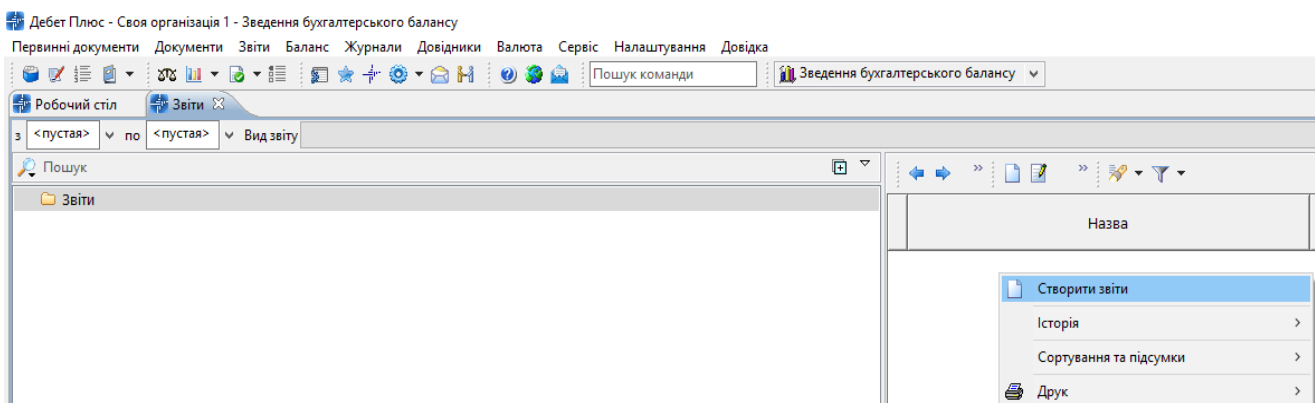 Дебет Плюс - Своя організація 1 - Зведення бухгалтерського балансу
Первинні документи Документи Звіти Баланс Журнали Довідники Валюта Сервіс Налаштування Довідка
Пошук команди Зведення бухгалтерського балансу
Робочий стіл Звіти
з <пустая> по <пустая> Вид звіту
Пошук
Звіти
Назва
Створити звіти
Історія
Сортування та підсумки
Друк